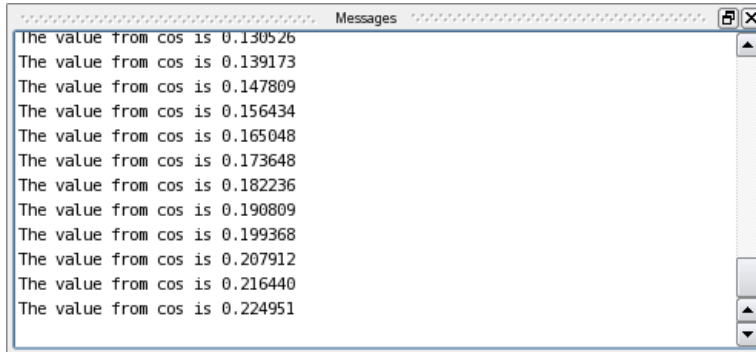 Messages
The value from cos is 0.130526
The value from cos is 0.139173
The value from cos is 0.147809
The value from cos is 0.156434
The value from cos is 0.165048
The value from cos is 0.173648
The value from cos is 0.182236
The value from cos is 0.190809
The value from cos is 0.199368
The value from cos is 0.207912
The value from cos is 0.216440
The value from cos is 0.224951